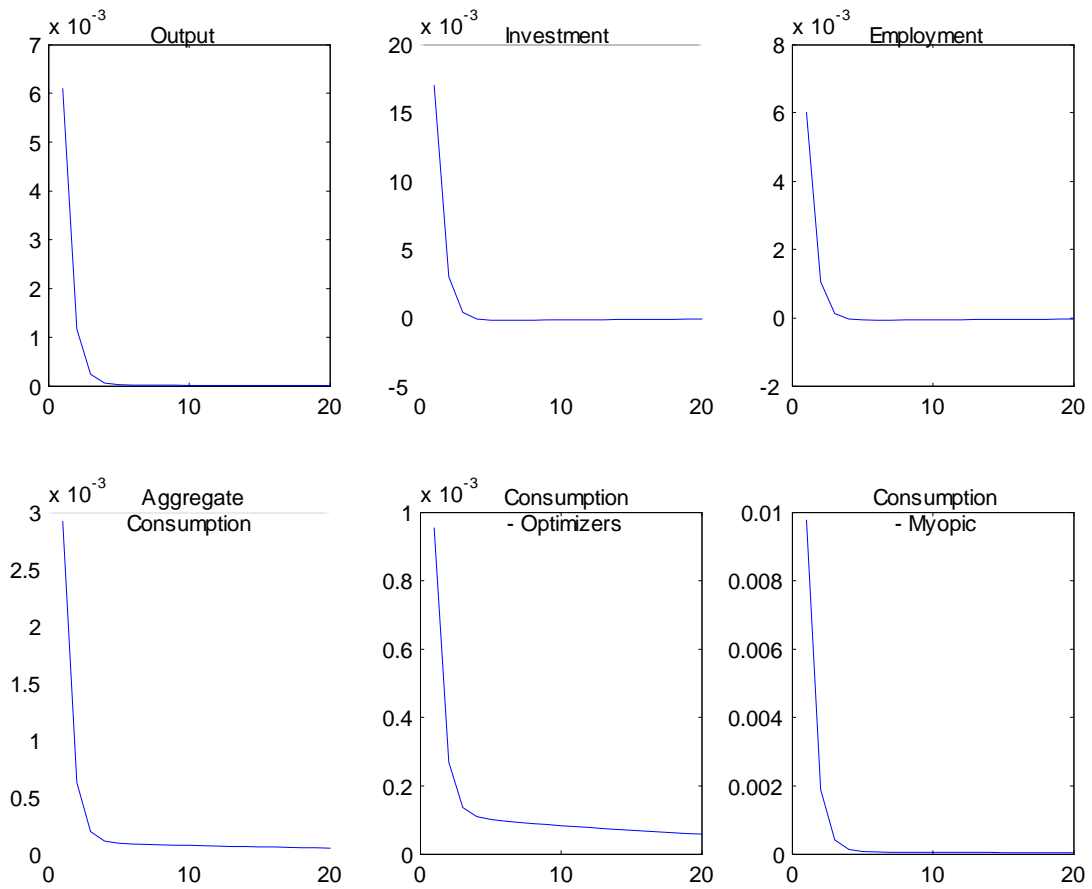 x 10-3
Output
7
6
5
4
3
2
1
0
0 10 20
x 10-3
Investment
20
15
10
5
0
-5
0 10 20
x 10-3
Employment
8
6
4
2
0
-2
0 10 20
x 10-3
Aggregate
Consumption
3
2.5
2
1.5
1
0.5
0
0 10 20
x 10-3
Consumption
- Optimizers
1
0.8
0.6
0.4
0.2
0
0 10 20
Consumption
- Myopic
0.01
0.008
0.006
0.004
0.002
0
0 10 20